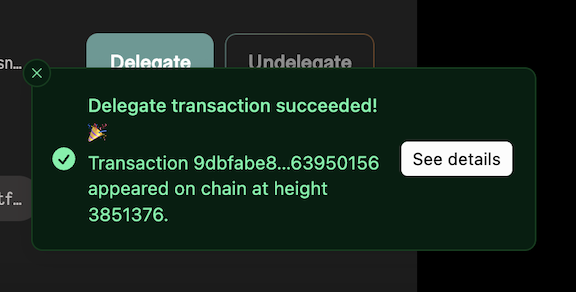 sn…
Delegate
Undelegate
Delegate transaction succeeded!
🎉
Transaction 9dbfabe8...63950156
appeared on chain at height
3851376.
See details
tf…